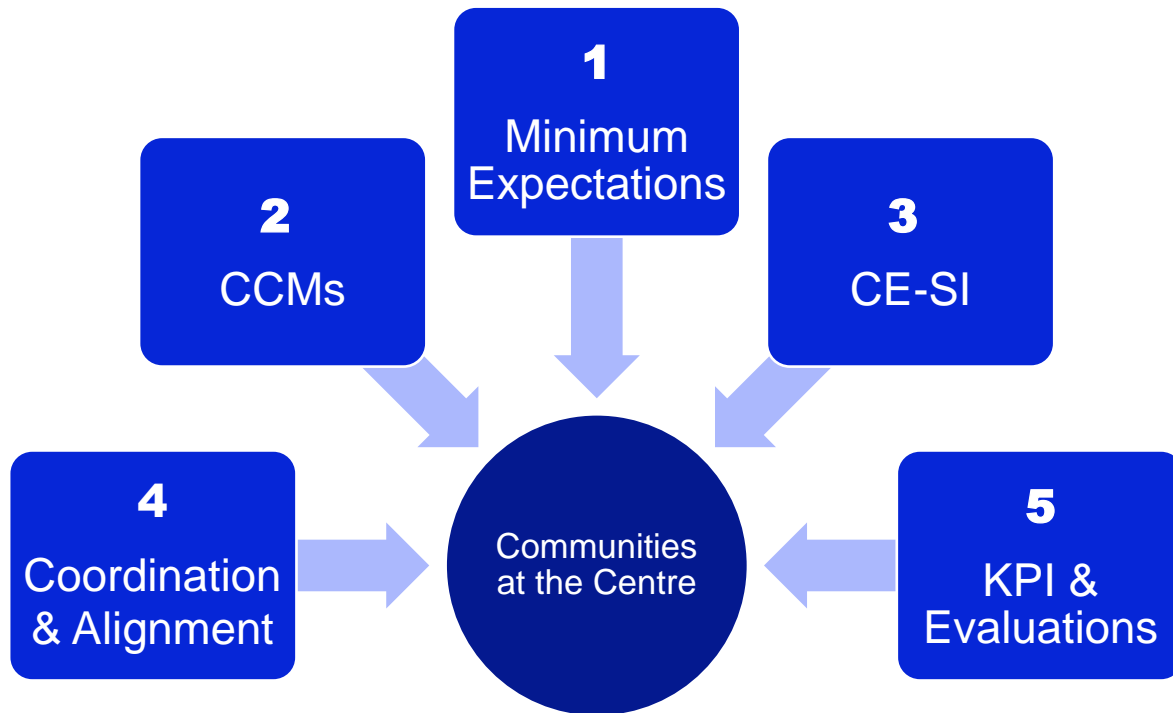 1
Minimum
Expectations
2
CCMs
3
CE-SI
4
Coordination
& Alignment
Communities
at the Centre
5
KPI &
Evaluations